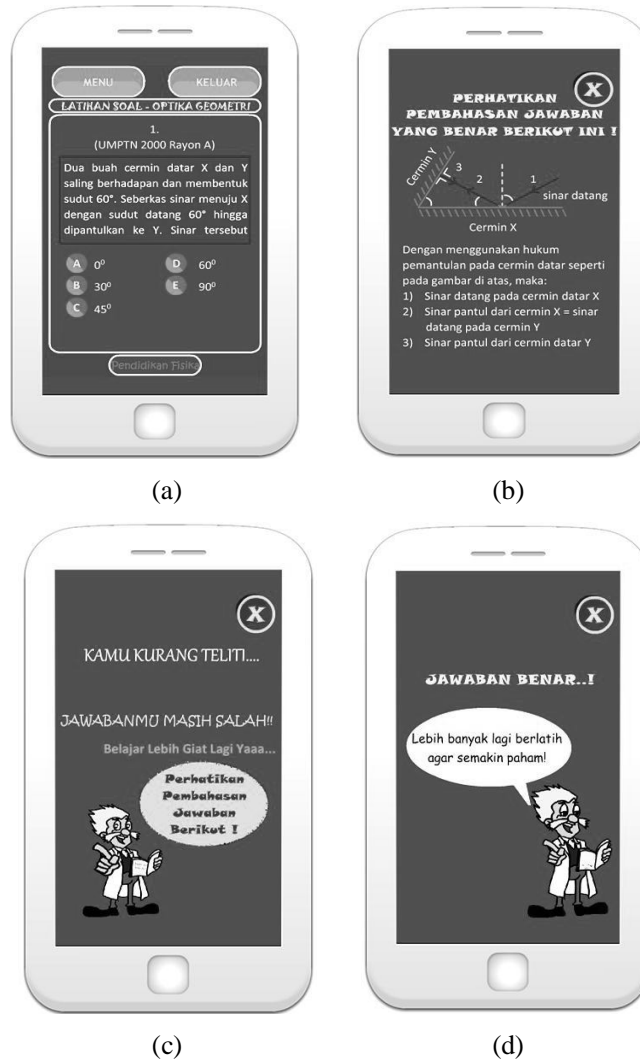 MENU
KELUAR
LATIHAN SOAL - OPTIKA GEOMETRI
1.
(UMPTN 2000 Rayon A)
Dua buah cermin datar X dan Y
saling berhadapan dan membentuk
sudut 60°. Seberkas sinar menuju X
dengan sudut datang 60° hingga
dipantulkan ke Y. Sinar tersebut
A 0⁰
B 30⁰
C 45⁰
D 60⁰
E 90⁰
Pendidikan Fisika
(a)
X
PERHATIKAN
PEMBAHASAN JAWABAN
YANG BENAR BERIKUT INI !
Cermin Y
3
2
1
sinar datang
Cermin X
Dengan menggunakan hukum
pemantulan pada cermin datar seperti
pada gambar di atas, maka:
1) Sinar datang pada cermin datar X
2) Sinar pantul dari cermin X = sinar
datang pada cermin Y
3) Sinar pantul dari cermin datar Y
(b)
X
KAMU KURANG TELITI....
JAWABANMU MASIH SALAH!!
Belajar Lebih Giat Lagi Yaaa...
Perhatikan
Pembahasan
Jawaban
Berikut !
(c)
X
JAWABAN BENAR..!
Lebih banyak lagi berlatih
agar semakin paham!
(d)